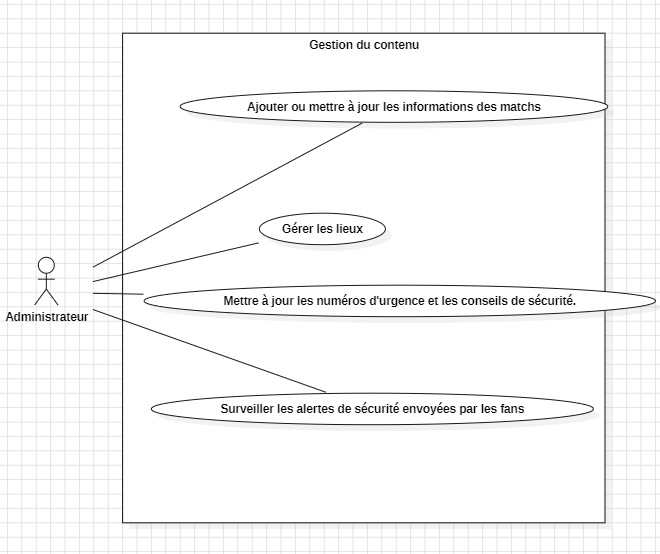 Gestion du contenu
Ajouter ou mettre à jour les informations des matchs
Gérer les lieux
Mettre à jour les numéros d'urgence et les conseils de sécurité.
Administrateur
Surveiller les alertes de sécurité envoyées par les fans